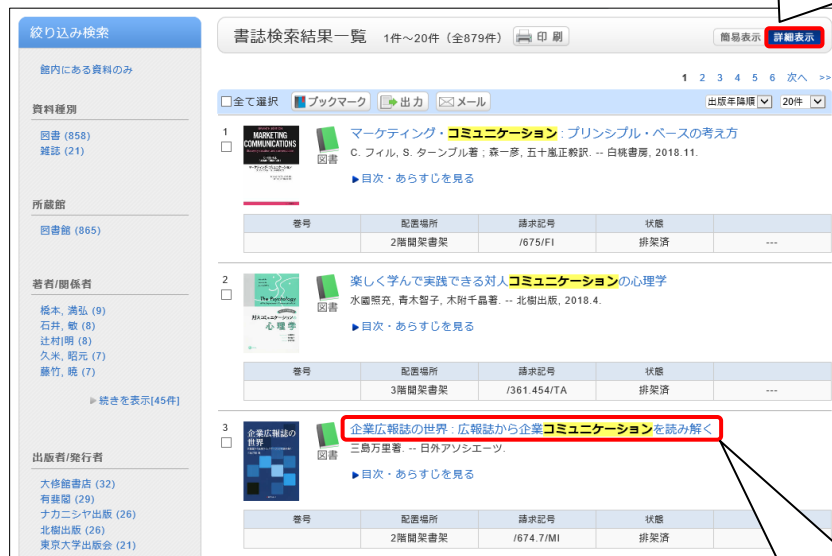 絞り込み検索
館内にある資料のみ
資料種別
図書 (858)
雑誌 (21)
所蔵館
図書館 (865)
著者/関係者
橋本, 満弘 (9)
石井, 敏 (8)
辻村|明 (8)
久米, 昭元 (7)
藤竹, 暁 (7)
続きを表示[45件]
出版者/発行者
大修館書店 (32)
有斐閣 (29)
ナカニシヤ出版 (26)
北樹出版 (26)
東京大学出版会 (21)
書誌検索結果一覧 1件～20件（全879件） 印 刷 簡易表示 詳細表示
1 2 3 4 5 6 次へ >>
全て選択 ブックマーク 出力 メール 出版年降順 20件
1 MARKETING COMMUNICATIONS 図書 マーケティング・コミュニケーション : プリンシプル・ベースの考え方
C. フィル, S. ターンブル著 ; 森一彦, 五十嵐正毅訳. -- 白桃書房, 2018.11.
▶目次・あらすじを見る
巻号 配置場所 請求記号 状態
2階開架書架 /675/FI 排架済 ---
2 The Psychology 対人コミュニケーションの 心理学 図書 楽しく学んで実践できる対人コミュニケーションの心理学
水國照充, 青木智子, 木附千晶著. -- 北樹出版, 2018.4.
▶目次・あらすじを見る
巻号 配置場所 請求記号 状態
3階開架書架 /361.454/TA 排架済 ---
3 企業広報誌の世界 図書 企業広報誌の世界 : 広報誌から企業コミュニケーションを読み解く
三島万里著. -- 日外アソシエーツ.
▶目次・あらすじを見る
巻号 配置場所 請求記号 状態
2階開架書架 /674.7/MI 排架済